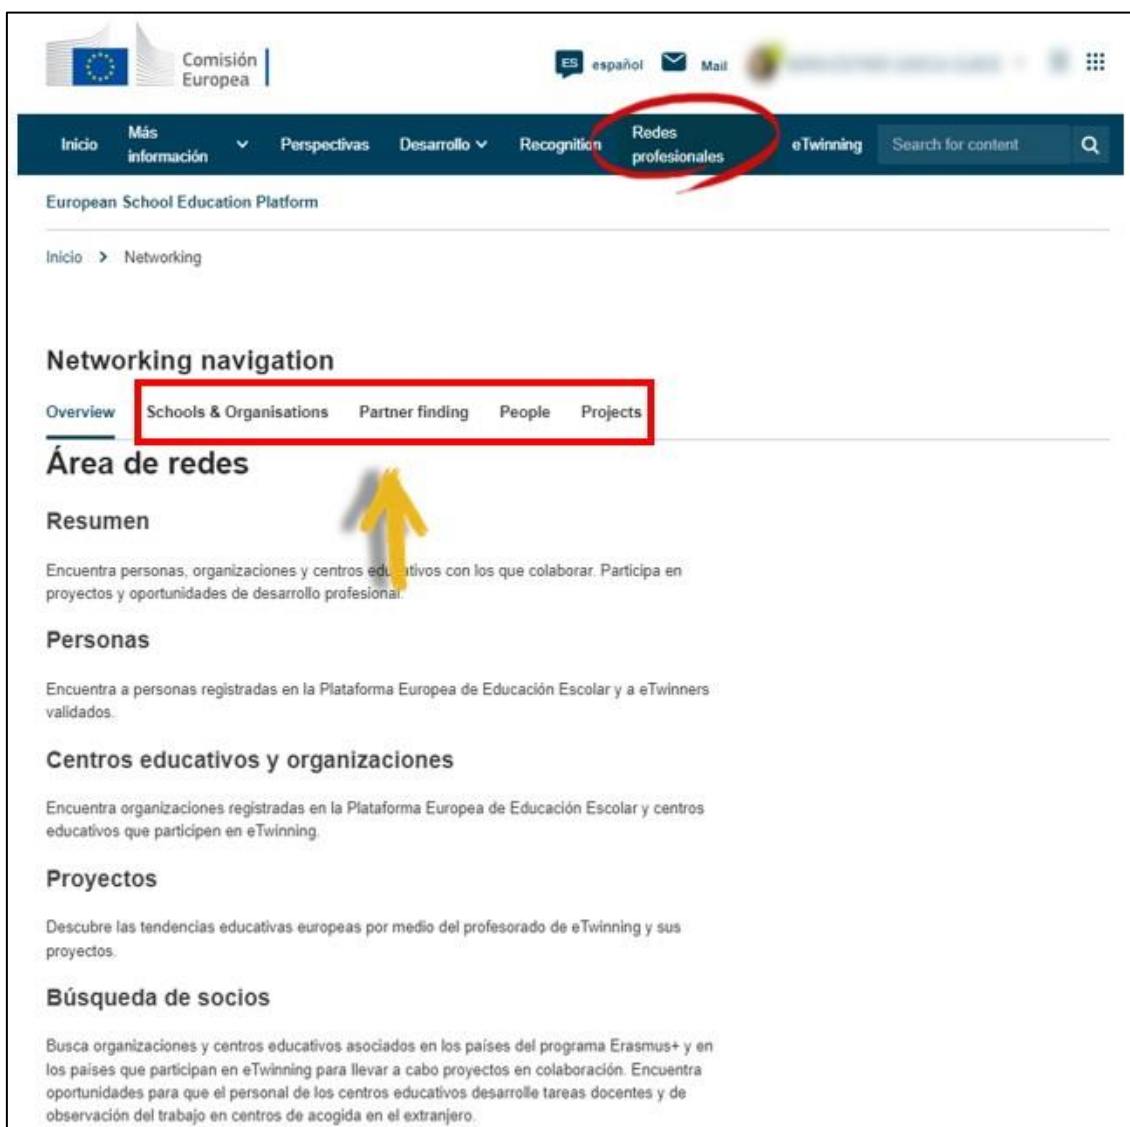 Comisión
Europea
ES español Mail
Inicio Más información Perspectivas Desarrollo Recognition Redes profesionales eTwinning Search for content
European School Education Platform
Inicio > Networking
Networking navigation
Overview Schools & Organisations Partner finding People Projects
Área de redes
Resumen
Encuentra personas, organizaciones y centros educativos con los que colaborar. Participa en
proyectos y oportunidades de desarrollo profesional.
Personas
Encuentra a personas registradas en la Plataforma Europea de Educación Escolar y a eTwinners
validados.
Centros educativos y organizaciones
Encuentra organizaciones registradas en la Plataforma Europea de Educación Escolar y centros
educativos que participen en eTwinning.
Proyectos
Descubre las tendencias educativas europeas por medio del profesorado de eTwinning y sus
proyectos.
Búsqueda de socios
Busca organizaciones y centros educativos asociados en los países del programa Erasmus+ y en
los países que participan en eTwinning para llevar a cabo proyectos en colaboración. Encuentra
oportunidades para que el personal de los centros educativos desarrolle tareas docentes y de
observación del trabajo en centros de acogida en el extranjero.